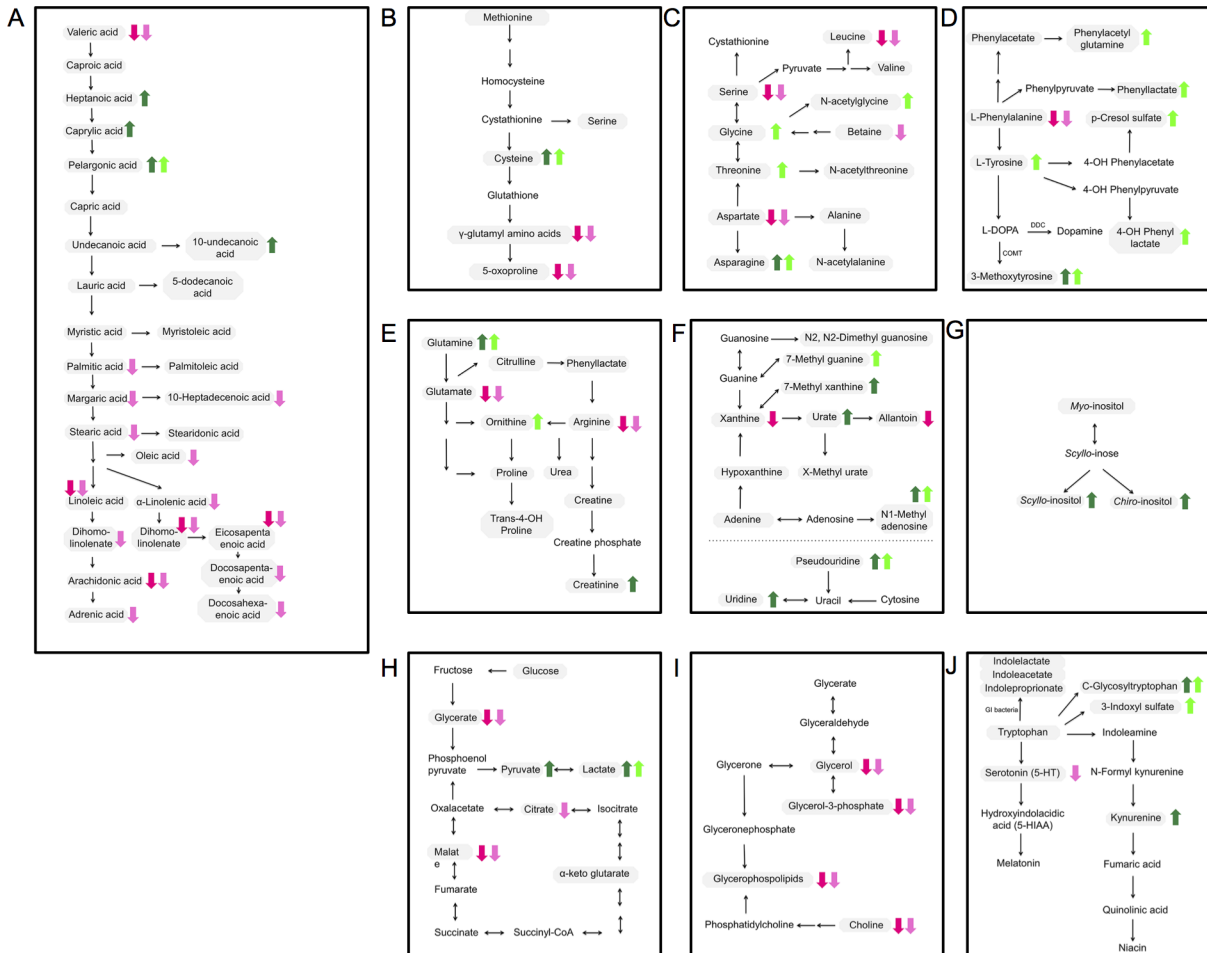 A
Valeric acid
Caproic acid
Heptanoic acid
Caprylic acid
Pelargonic acid
Capric acid
Undecanoic acid
10-undecanoic
acid
Lauric acid
5-dodecanoic
acid
Myristic acid
Myristoleic acid
Palmitic acid
Palmitoleic acid
Margaric acid
10-Heptadecenoic acid
Stearic acid
Stearidonic acid
Oleic acid
Linoleic acid
α-Linolenic acid
Dihomo-
linolenate
Dihomo-
linolenate
Eicosapenta
enoic acid
Arachidonic acid
Docosapenta-
enoic acid
Adrenic acid
Docosahexa-
enoic acid
B
Methionine
Homocysteine
Cystathionine
Serine
Cysteine
Glutathione
γ-glutamyl amino acids
5-oxoproline
C
Cystathionine
Leucine
Pyruvate
Valine
Serine
N-acetylglycine
Glycine
Betaine
Threonine
N-acetylthreonine
Aspartate
Alanine
Asparagine
N-acetylalanine
D
Phenylacetate
Phenylacetyl
glutamine
Phenylpyruvate
Phenyllactate
L-Phenylalanine
p-Cresol sulfate
L-Tyrosine
4-OH Phenylacetate
4-OH Phenylpyruvate
L-DOPA
DDC
Dopamine
4-OH Phenyl
lactate
COMT
3-Methoxytyrosine
E
Glutamine
Citrulline
Phenyllactate
Glutamate
Ornithine
Arginine
Proline
Urea
Creatine
Trans-4-OH
Proline
Creatine phosphate
Creatinine
F
Guanosine
N2, N2-Dimethyl guanosine
7-Methyl guanine
Guanine
7-Methyl xanthine
Xanthine
Urate
Allantoin
Hypoxanthine
X-Methyl urate
Adenine
Adenosine
N1-Methyl
adenosine
Pseudouridine
Uridine
Uracil
Cytosine
G
Myo-inositol
Scyllo-inose
Scyllo-inositol
Chiro-inositol
H
Fructose
Glucose
Glycerate
Phosphoenol
pyruvate
Pyruvate
Lactate
Oxalacetate
Citrate
Isocitrate
Malat
e
α-keto glutarate
Fumarate
Succinate
Succinyl-CoA
I
Glycerate
Glyceraldehyde
Glycerone
Glycerol
Glycerol-3-phosphate
Glyceronephosphate
Glycerophospolipids
Phosphatidylcholine
Choline
J
Indolelactate
Indoleacetate
Indoleproprionate
C-Glycosyltryptophan
GI bacteria
3-Indoxyl sulfate
Tryptophan
Indoleamine
Serotonin (5-HT)
N-Formyl kynurenine
Hydroxyindolacidic
acid (5-HIAA)
Kynurenine
Melatonin
Fumaric acid
Quinolinic acid
Niacin